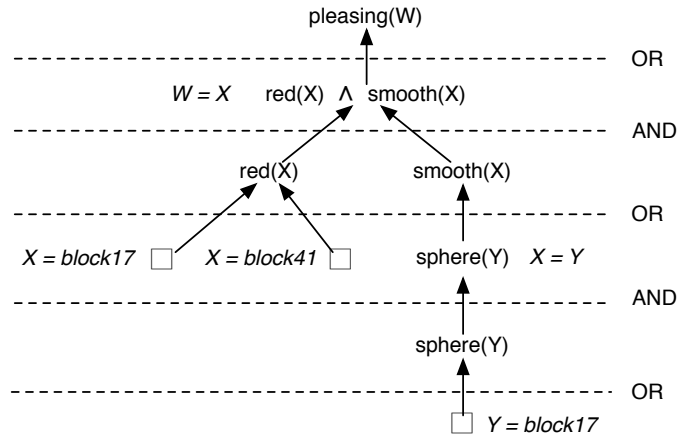 pleasing(W)
OR
W = X red(X) ∧ smooth(X)
AND
red(X) smooth(X)
OR
X = block17 X = block41 sphere(Y) X = Y
AND
sphere(Y)
OR
Y = block17